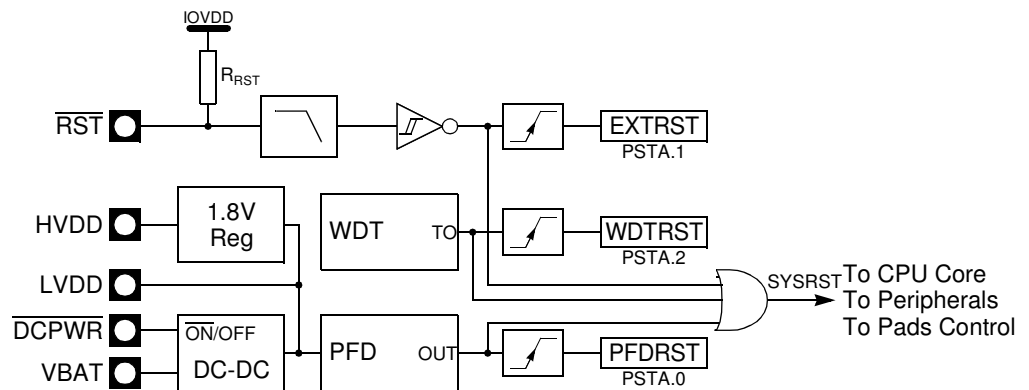 IOVDD
RRST
RST
EXTRST
PSTA.1
HVDD
1.8V
Reg
WDT
TO
WDTRST
PSTA.2
LVDD
SYSRST
To CPU Core
To Peripherals
To Pads Control
DCPWR
ON/OFF
DC-DC
VBAT
PFD
OUT
PFDRST
PSTA.0